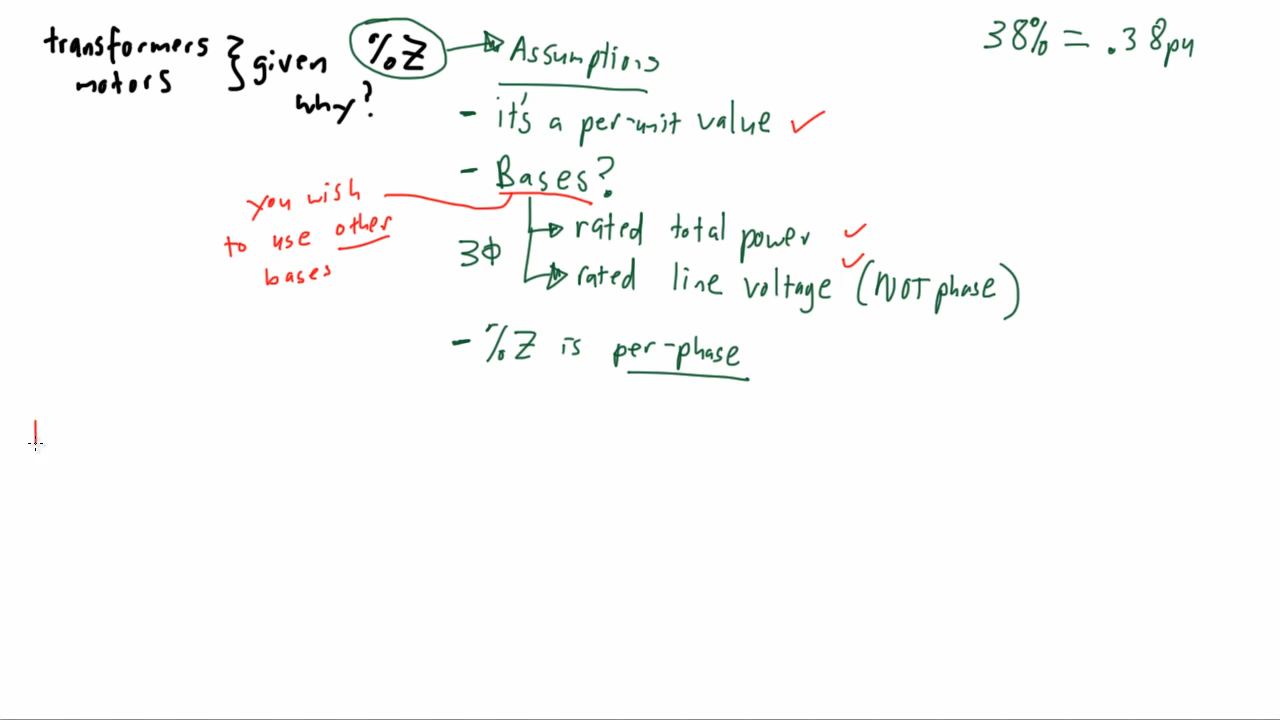 transformers
motors
} given
why?
%Z
Assumptions
- it's a per-unit value ✓
- Bases?
3Φ
rated total power ✓
rated line voltage (NOT phase) ✓
- %Z is per-phase
you wish
to use other
bases
38% = .38pu